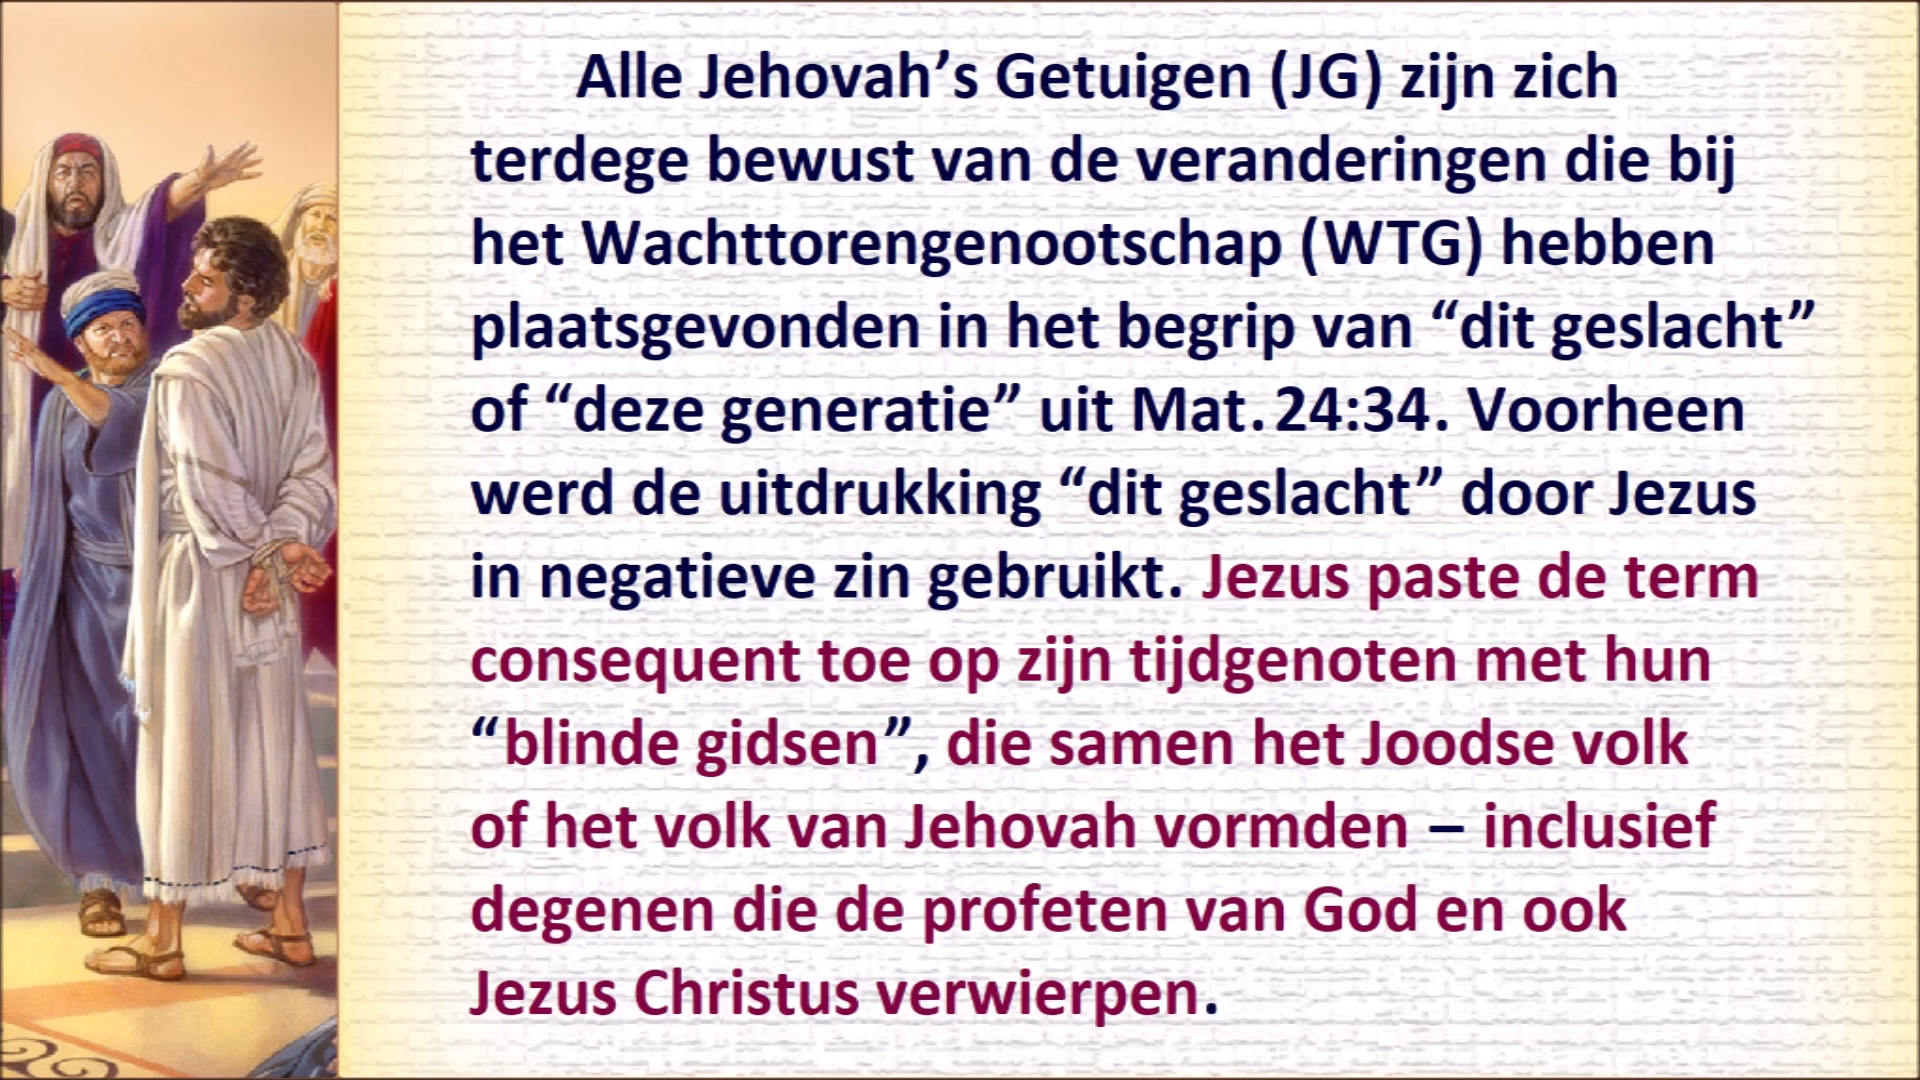 Alle Jehovah’s Getuigen (JG) zijn zich
terdege bewust van de veranderingen die bij
het Wachttorengenootschap (WTG) hebben
plaatsgevonden in het begrip van “dit geslacht”
of “deze generatie” uit Mat. 24:34. Voorheen
werd de uitdrukking “dit geslacht” door Jezus
in negatieve zin gebruikt. Jezus paste de term
consequent toe op zijn tijdgenoten met hun
“blinde gidsen”, die samen het Joodse volk
of het volk van Jehovah vormden – inclusief
degenen die de profeten van God en ook
Jezus Christus verwierpen.